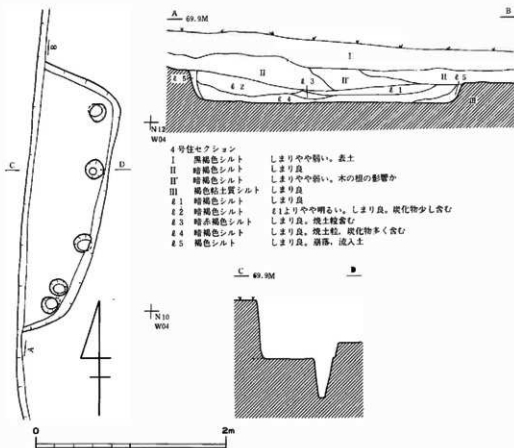 A 69.9M B
I
II ℓ3 II' II ℓ5
ℓ5 ℓ2 ℓ1 III
ℓ4
B
C D
A
N12
W04
4号住セクション
I 黒褐色シルト しまりやや弱い。表土
II 暗褐色シルト しまり良
II' 暗褐色シルト しまりやや弱い。木の根の影響か
III 褐色粘土質シルト しまり良
ℓ1 暗褐色シルト しまり良
ℓ2 暗褐色シルト ℓ1よりやや明るい。しまり良。炭化物少し含む
ℓ3 暗赤褐色シルト しまり良。焼土粒含む
ℓ4 暗褐色シルト しまり良。焼土粒，炭化物多く含む
ℓ5 褐色シルト しまり良。崩落、流入土
N10
W04
C 69.9M D
0 2m